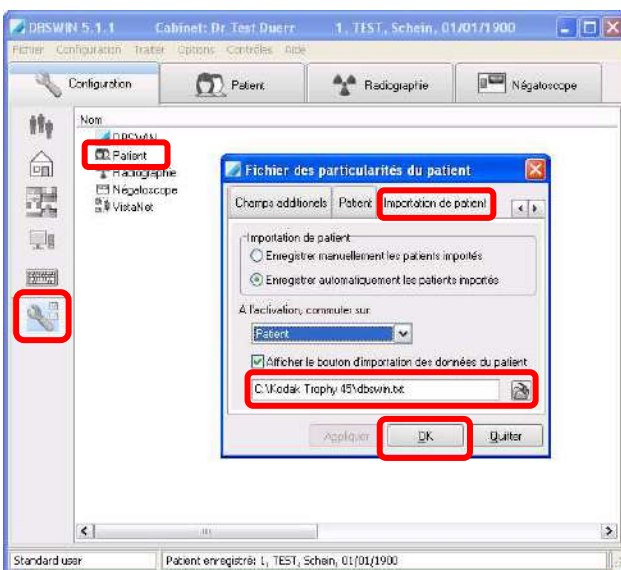 DBSWIN 5.1.1 Cabinet: Dr Test Duerr 1, TEST, Schein, 01/01/1900
Fichier Configuration Traiter Options Contrôles Aide
Configuration Patient Radiographie Négatoscope
Nom
DBSWIN
Patient
Radiographie
Négatoscope
VistaNet
Fichier des particularités du patient
Champs additionels Patient Importation de patient
Importation de patient
Enregistrer manuellement les patients importés
Enregistrer automatiquement les patients importés
A l'activation, commuter sur:
Patient
Afficher le bouton d'importation des données du patient
C:\Kodak Trophy 45\dbswin.txt
Appliquer OK Quitter
Standard user Patient enregistré: 1, TEST, Schein, 01/01/1900